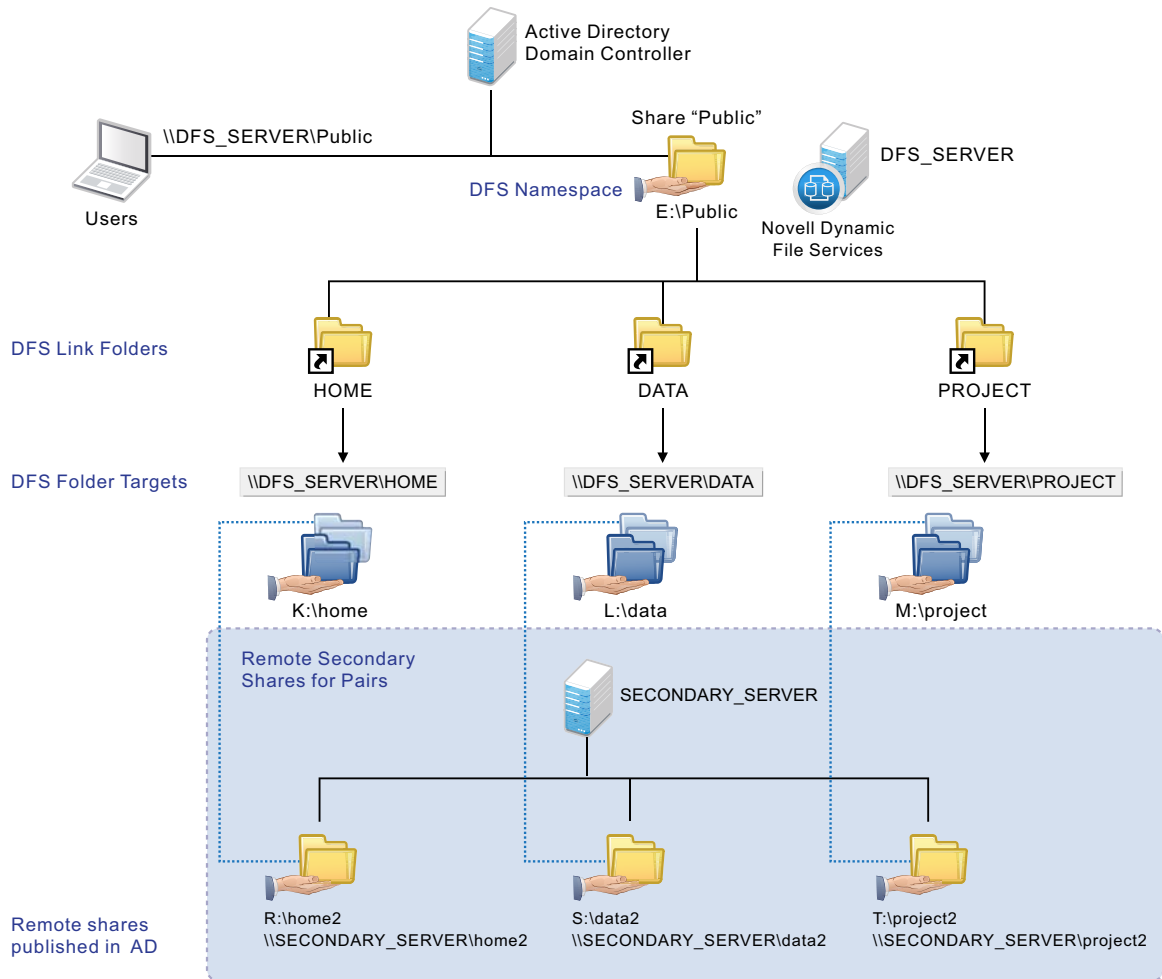 Active Directory
Domain Controller
\\DFS_SERVER\Public
Share “Public”
DFS_SERVER
DFS Namespace
Users
E:\Public
Novell Dynamic
File Services
DFS Link Folders
HOME
DATA
PROJECT
DFS Folder Targets
\\DFS_SERVER\HOME
\\DFS_SERVER\DATA
\\DFS_SERVER\PROJECT
K:\home
L:\data
M:\project
Remote Secondary
Shares for Pairs
SECONDARY_SERVER
Remote shares
published in AD
R:\home2
\\SECONDARY_SERVER\home2
S:\data2
\\SECONDARY_SERVER\data2
T:\project2
\\SECONDARY_SERVER\project2